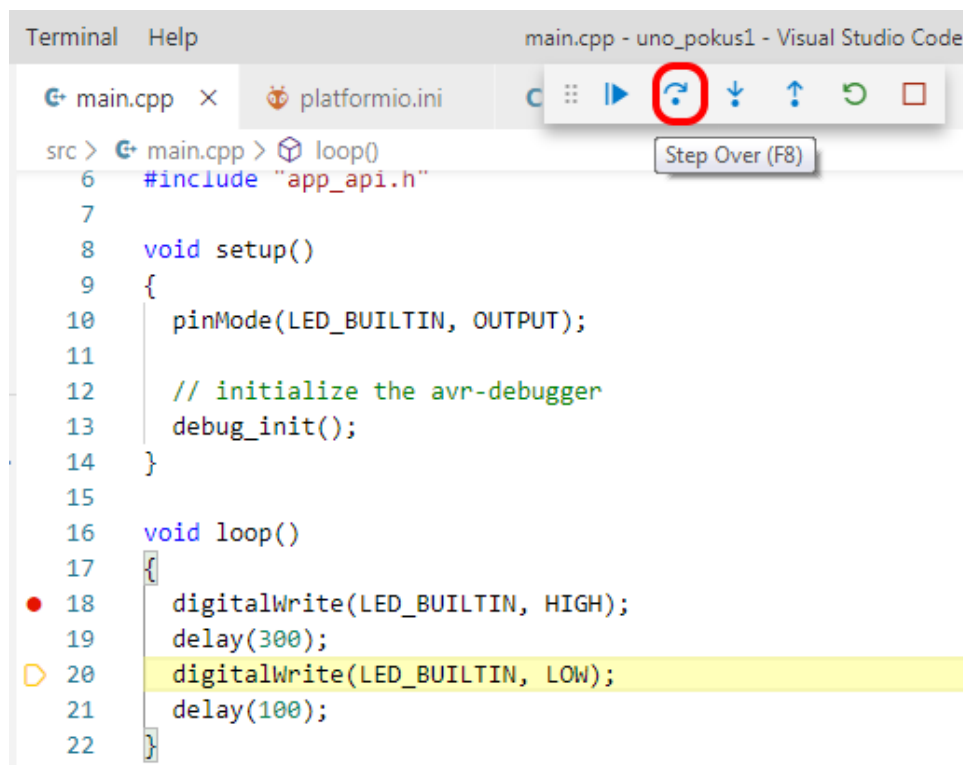 Terminal Help main.cpp - uno_pokus1 - Visual Studio Code
main.cpp × platformio.ini C
src > main.cpp > loop()
Step Over (F8)
6 #include "app_api.h"
7
8 void setup()
9 {
10 pinMode(LED_BUILTIN, OUTPUT);
11
12 // initialize the avr-debugger
13 debug_init();
14 }
15
16 void loop()
17 {
18 digitalWrite(LED_BUILTIN, HIGH);
19 delay(300);
20 digitalWrite(LED_BUILTIN, LOW);
21 delay(100);
22 }